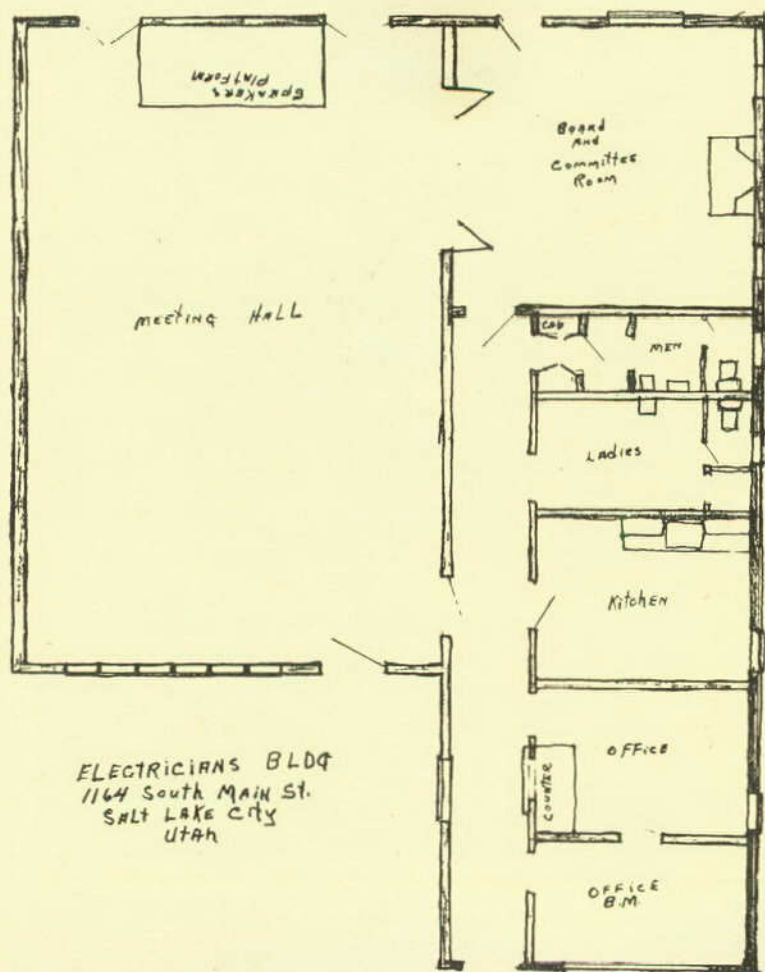 SPEAKERS
PLATFORM
BOARD
AND
COMMITTEE
ROOM
MEETING HALL
CAB
MEN
LADIES
KITCHEN
OFFICE
COUNTER
OFFICE
B.M.
ELECTRICIANS BLDG
1164 SOUTH MAIN ST.
SALT LAKE CITY
UTAH